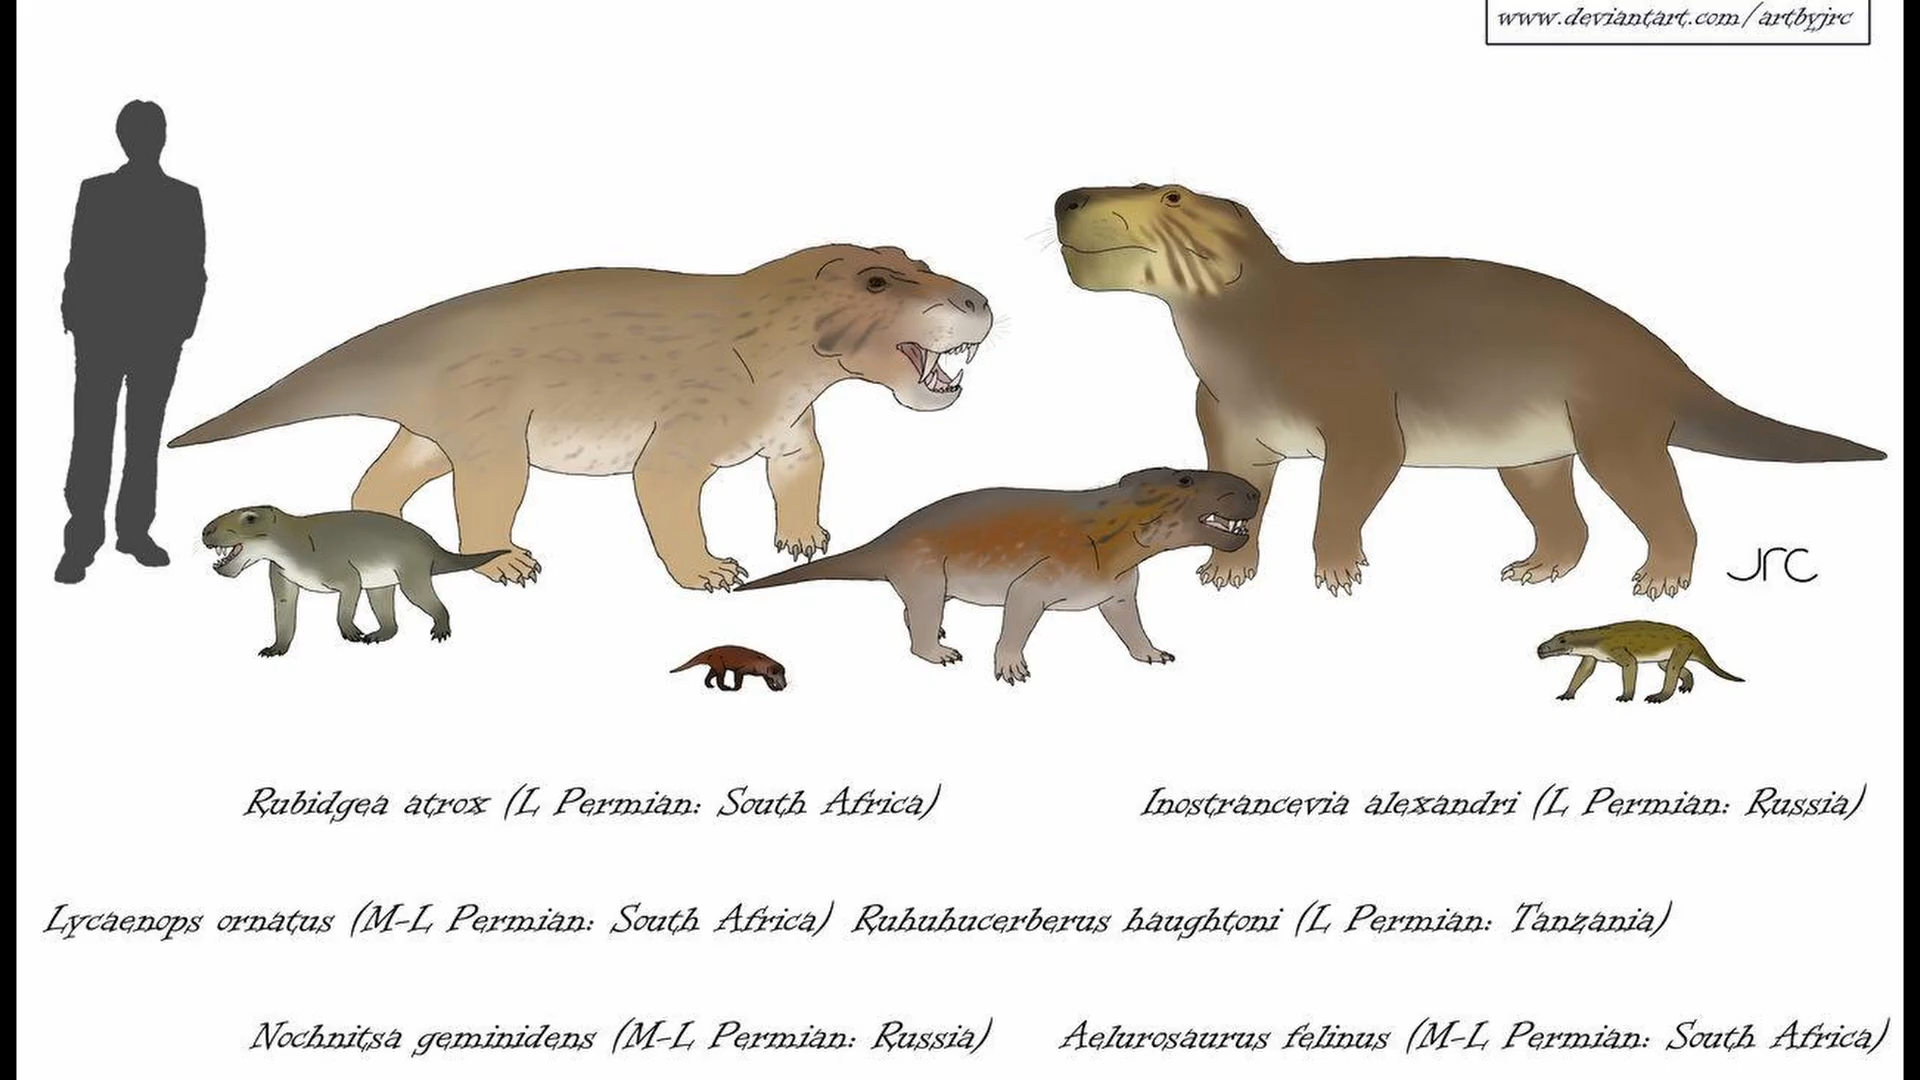 www.deviantart.com/artbyjrc
JrC
Rubidgea atrox (L Permian: South Africa)
Inostrancevia alexandri (L Permian: Russia)
Lycaenops ornatus (M-L Permian: South Africa)
Ruhuhucerberus haughtoni (L Permian: Tanzania)
Nochnitsa geminidens (M-L Permian: Russia)
Aelurosaurus felinus (M-L Permian: South Africa)